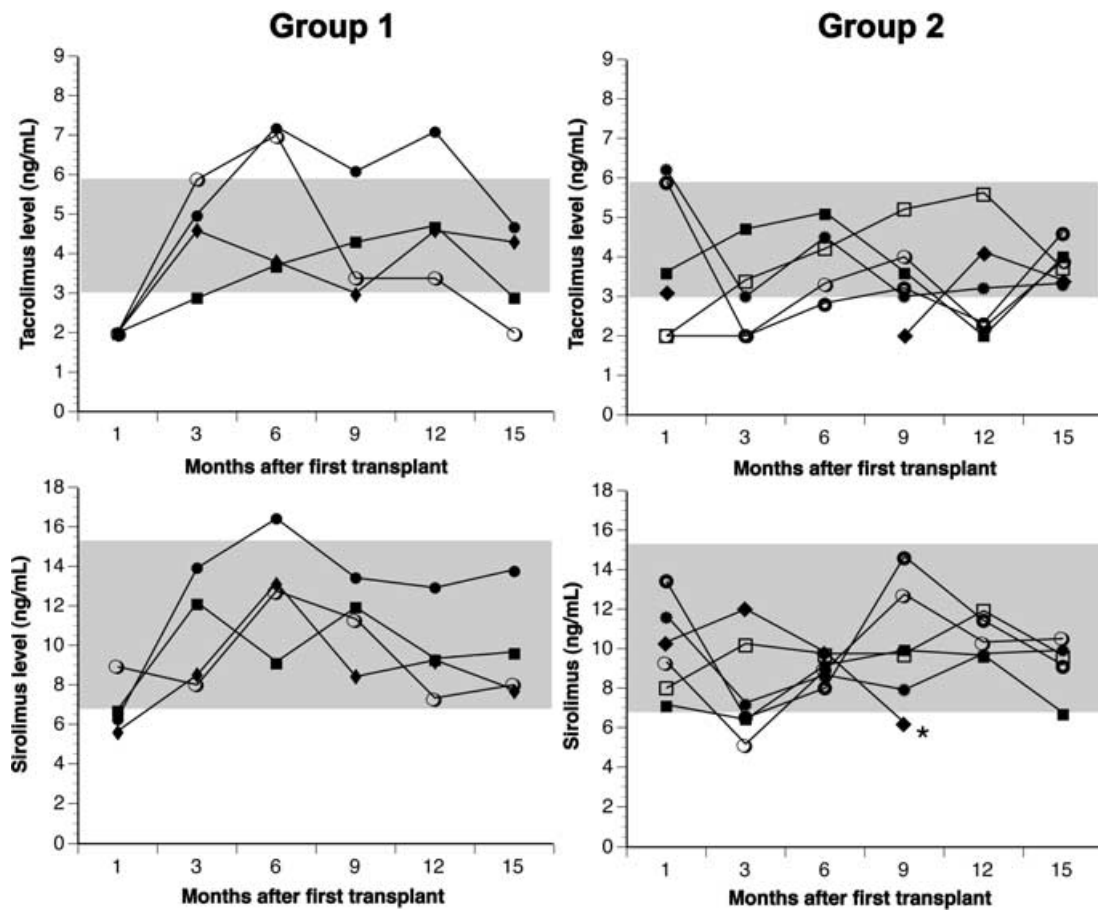 Group 1
Group 2
Tacrolimus level (ng/mL)
9
8
7
6
5
4
3
2
1
0
1 3 6 9 12 15
Months after first transplant
Tacrolimus level (ng/mL)
9
8
7
6
5
4
3
2
1
0
1 3 6 9 12 15
Months after first transplant
Sirolimus level (ng/mL)
18
16
14
12
10
8
6
4
2
0
1 3 6 9 12 15
Months after first transplant
Sirolimus (ng/mL)
18
16
14
12
10
8
6
4
2
0
*
1 3 6 9 12 15
Months after first transplant